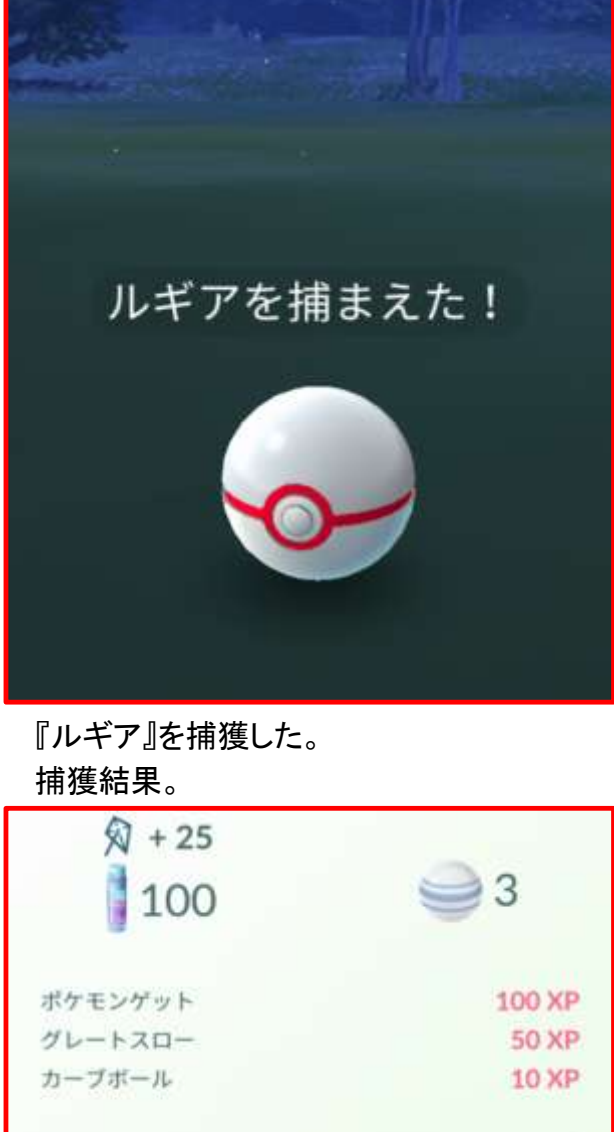 ルギアを捕まえた！
『ルギア』を捕獲した。
捕獲結果。
+ 25
100
3
ポケモンゲット 100 XP
グレートスロー 50 XP
カーブボール 10 XP